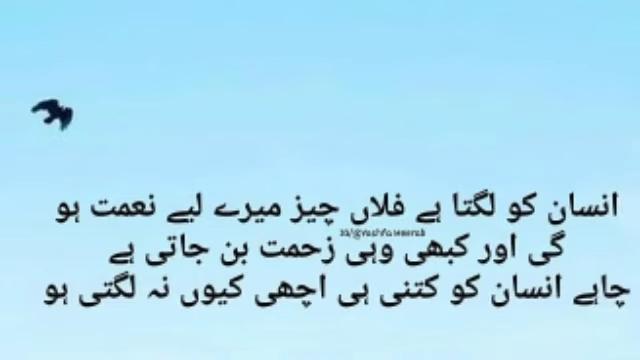 انسان کو لگتا ہے فلاں چیز میرے لیے نعمت ہو
گی اور کبھی وہی زحمت بن جاتی ہے
چاہے انسان کو کتنی ہی اچھی کیوں نہ لگتی ہو